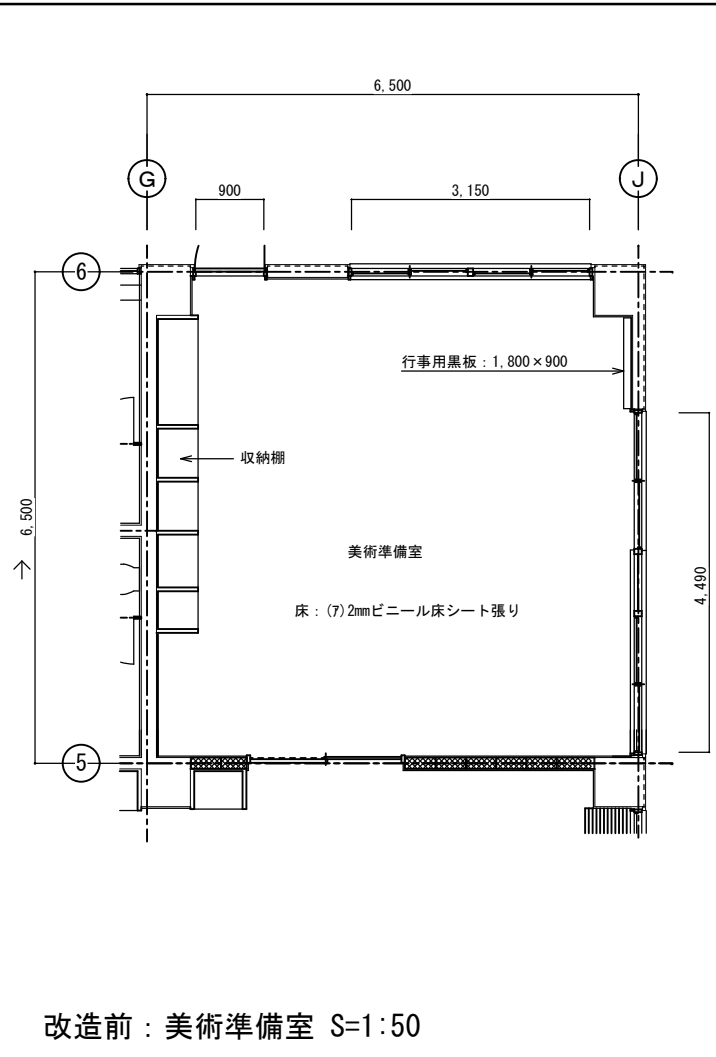 6,500
G
J
900
3,150
6
行事用黒板：1,800×900
収納棚
6,500
美術準備室
4,490
床：(ｱ)2mmビニール床シート張り
5
改造前：美術準備室 S=1:50